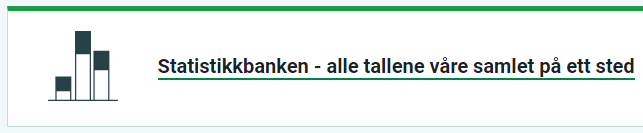 Statistikkbanken - alle tallene våre samlet på ett sted